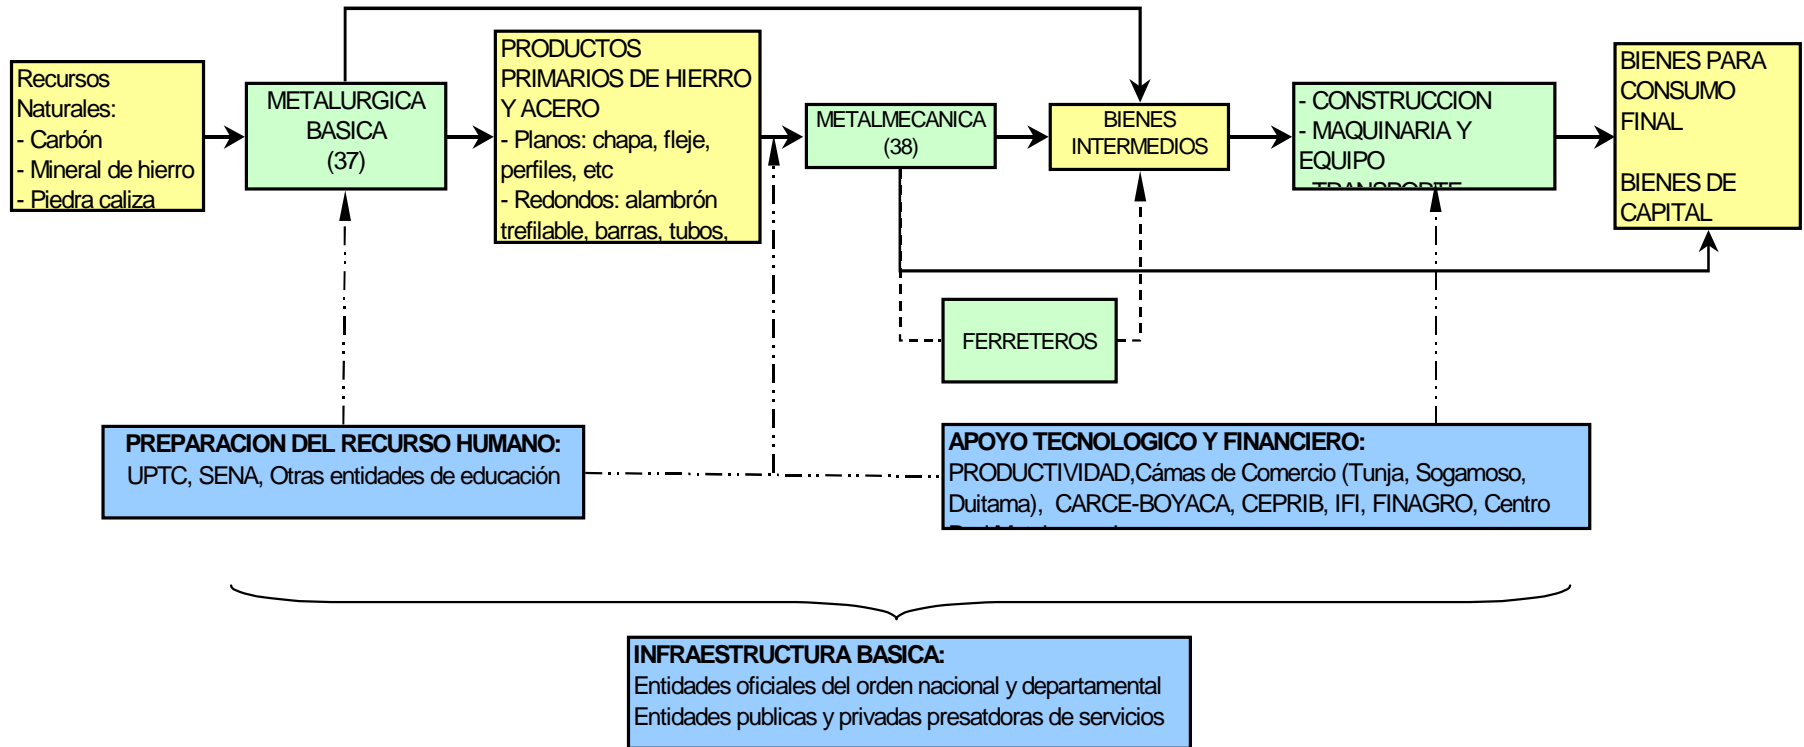 Recursos
Naturales:
- Carbón
- Mineral de hierro
- Piedra caliza
METALURGICA
BASICA
(37)
PRODUCTOS
PRIMARIOS DE HIERRO
Y ACERO
- Planos: chapa, fleje,
perfiles, etc
- Redondos: alambrón
trefilable, barras, tubos,
METALMECANICA
(38)
BIENES
INTERMEDIOS
- CONSTRUCCION
- MAQUINARIA Y
EQUIPO
- TRANSPORTE
BIENES PARA
CONSUMO
FINAL
BIENES DE
CAPITAL
FERRETEROS
PREPARACION DEL RECURSO HUMANO:
UPTC, SENA, Otras entidades de educación
APOYO TECNOLOGICO Y FINANCIERO:
PRODUCTIVIDAD,Cámas de Comercio (Tunja, Sogamoso,
Duitama), CARCE-BOYACA, CEPRIB, IFI, FINAGRO, Centro
INFRAESTRUCTURA BASICA:
Entidades oficiales del orden nacional y departamental
Entidades publicas y privadas presatdoras de servicios